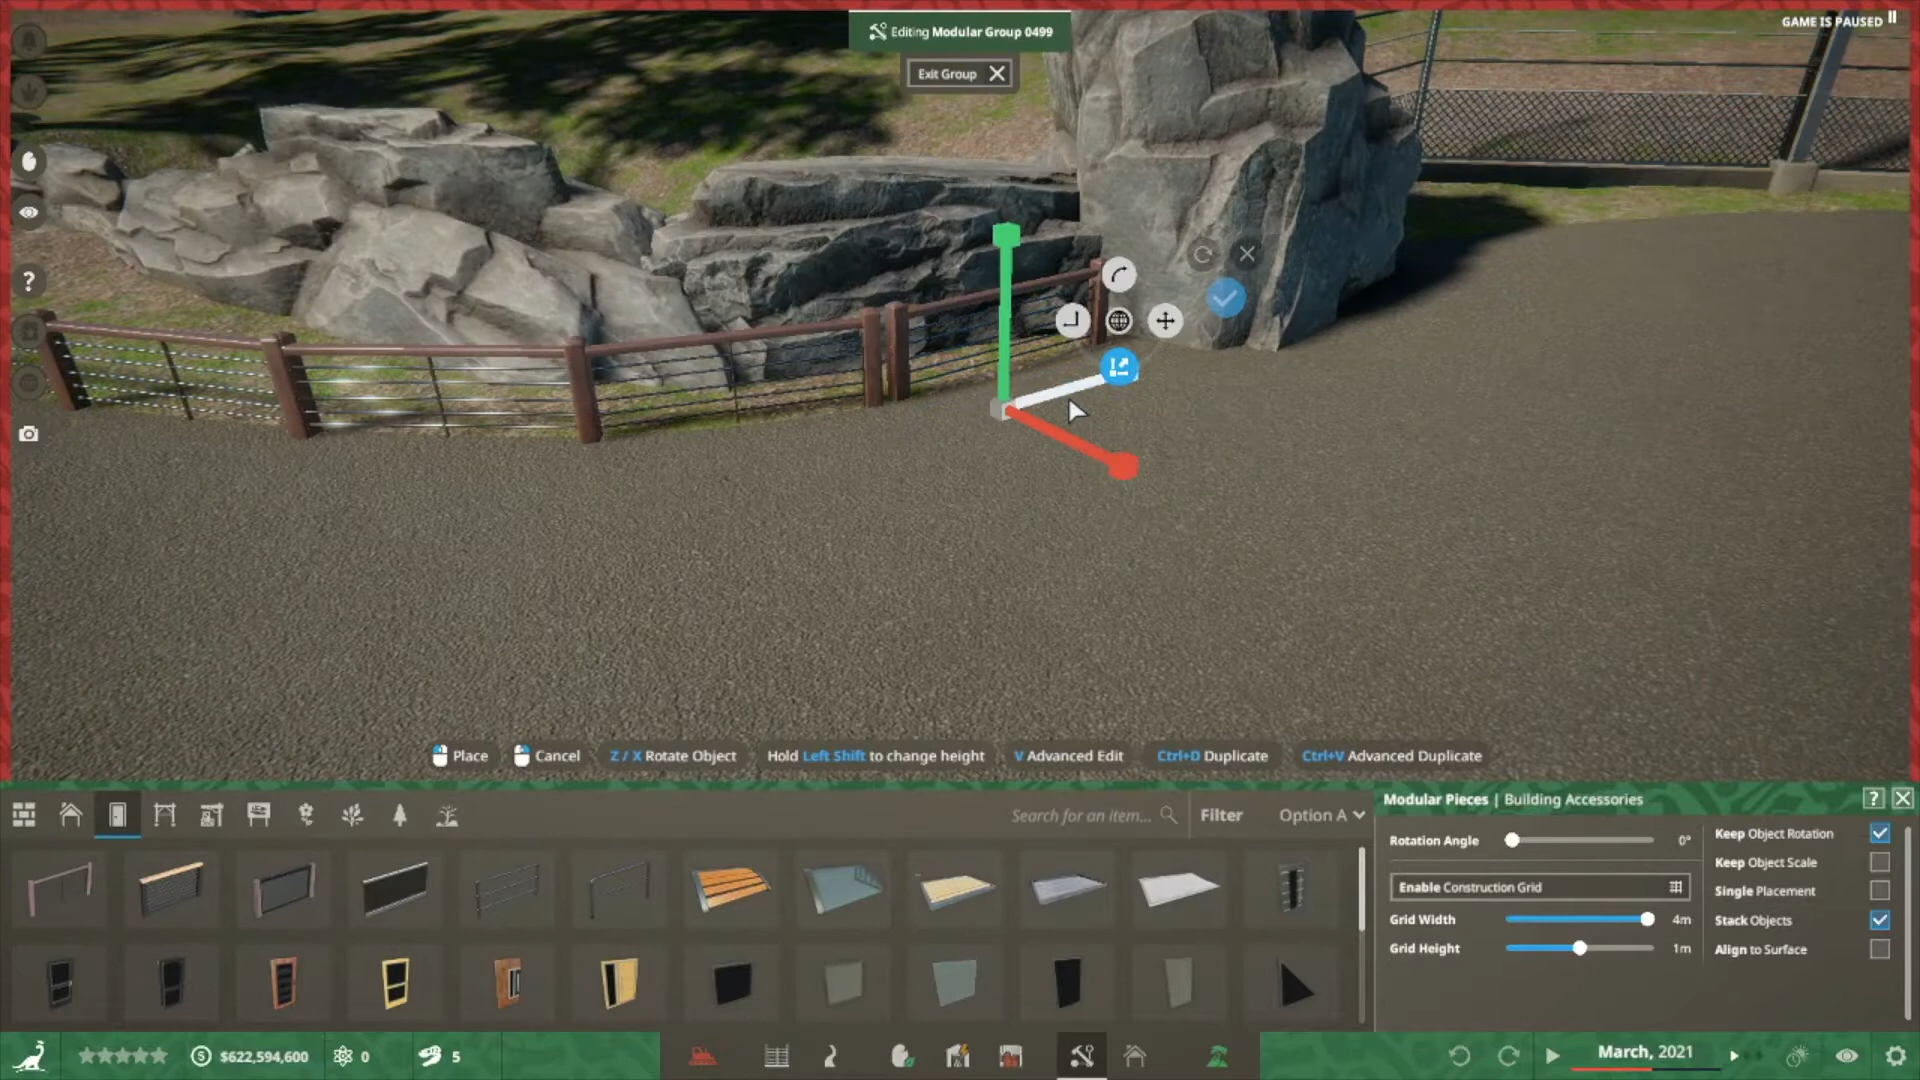 GAME IS PAUSED
Editing Modular Group 0499
Exit Group
Place
Cancel
Z / X Rotate Object
Hold Left Shift to change height
V Advanced Edit
Ctrl+D Duplicate
Ctrl+V Advanced Duplicate
Search for an item...
Filter
Option A
Modular Pieces | Building Accessories
?
Rotation Angle
0°
Enable Construction Grid
Grid Width
4m
Grid Height
1m
Keep Object Rotation
Keep Object Scale
Single Placement
Stack Objects
Align to Surface
$622,594,600
0
5
March, 2021